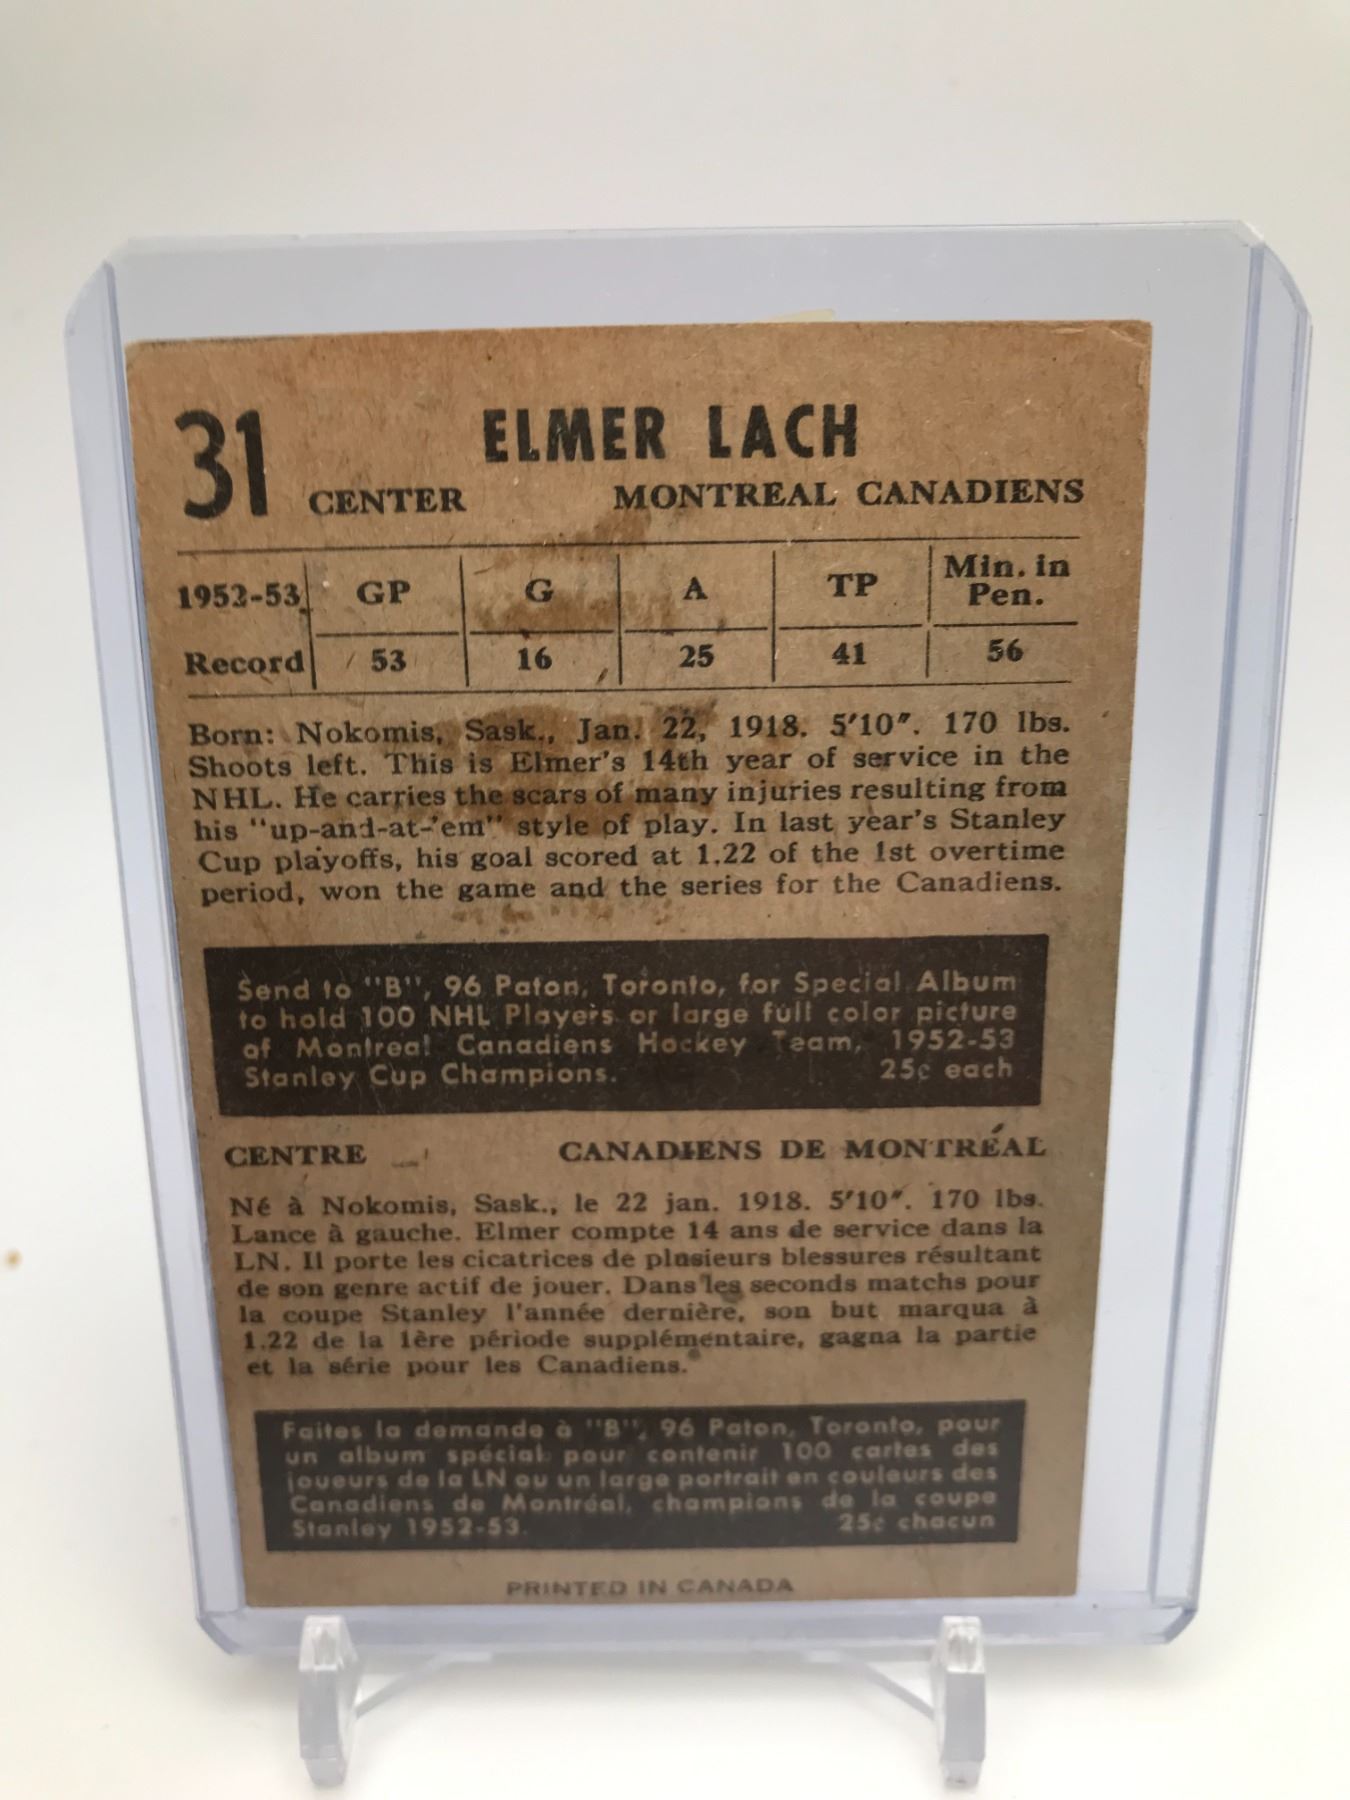 31 ELMER LACH
CENTER MONTREAL CANADIENS
1952-53 GP G A TP Min. in Pen.
Record 53 16 25 41 56
Born: Nokomis, Sask., Jan. 22, 1918. 5'10". 170 lbs.
Shoots left. This is Elmer's 14th year of service in the
NHL. He carries the scars of many injuries resulting from
his "up-and-at-'em" style of play. In last year's Stanley
Cup playoffs, his goal scored at 1.22 of the 1st overtime
period, won the game and the series for the Canadiens.
Send to "B", 96 Paton, Toronto, for Special Album
to hold 100 NHL Players or large full color picture
of Montreal Canadiens Hockey Team, 1952-53
Stanley Cup Champions. 25¢ each
CENTRE CANADIENS DE MONTRÉAL
Né à Nokomis, Sask., le 22 jan. 1918. 5'10". 170 lbs.
Lance à gauche. Elmer compte 14 ans de service dans la
LN. Il porte les cicatrices de plusieurs blessures résultant
de son genre actif de jouer. Dans les seconds matchs pour
la coupe Stanley l'année dernière, son but marqua à
1.22 de la 1ère période supplémentaire, gagna la partie
et la série pour les Canadiens.
Faites la demande à "B", 96 Paton, Toronto, pour
un album spécial pour contenir 100 cartes des
joueurs de la LN ou un large portrait en couleurs des
Canadiens de Montréal, champions de la coupe
Stanley 1952-53. 25¢ chacun
PRINTED IN CANADA